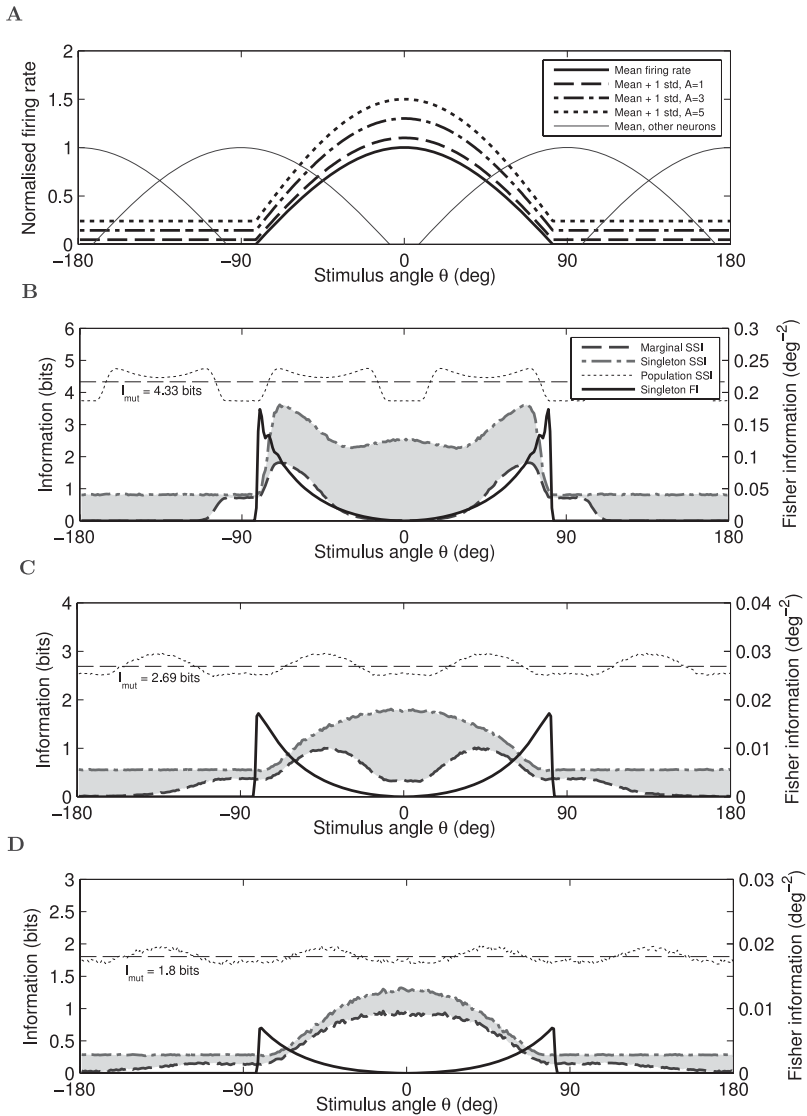 A
Normalised firing rate
2
1.5
1
0.5
0
Mean firing rate
Mean + 1 std, A=1
Mean + 1 std, A=3
Mean + 1 std, A=5
Mean, other neurons
−180 −90 0 90 180
Stimulus angle θ (deg)
B
Information (bits)
6
5
4
3
2
1
0
I_mut = 4.33 bits
Marginal SSI
Singleton SSI
Population SSI
Singleton FI
0.3
0.25
0.2
0.15
0.1
0.05
0
Fisher information (deg⁻²)
−180 −90 0 90 180
Stimulus angle θ (deg)
C
Information (bits)
4
3
2
1
0
I_mut = 2.69 bits
0.04
0.03
0.02
0.01
0
Fisher information (deg⁻²)
−180 −90 0 90 180
Stimulus angle θ (deg)
D
Information (bits)
3
2.5
2
1.5
1
0.5
0
I_mut = 1.8 bits
0.03
0.02
0.01
0
Fisher information (deg⁻²)
−180 −90 0 90 180
Stimulus angle θ (deg)